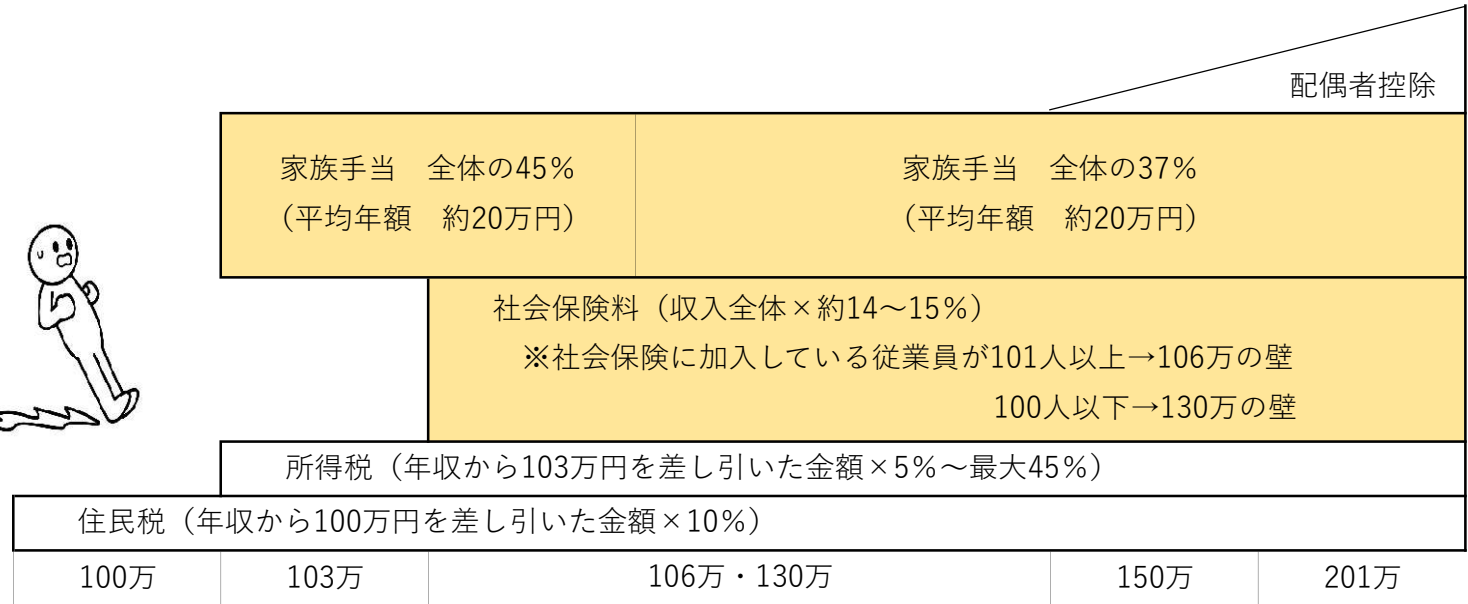 配偶者控除
家族手当　全体の45%
（平均年額　約20万円）
家族手当　全体の37%
（平均年額　約20万円）
社会保険料（収入全体×約14～15%）
※社会保険に加入している従業員が101人以上→106万の壁
100人以下→130万の壁
所得税（年収から103万円を差し引いた金額×5%～最大45%）
住民税（年収から100万円を差し引いた金額×10%）
100万
103万
106万・130万
150万
201万